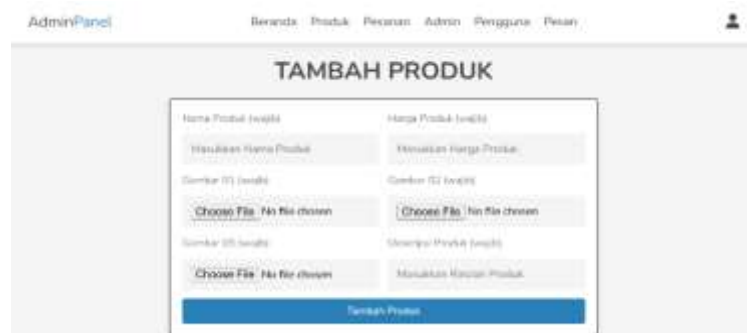 AdminPanel
Beranda Produk Pesanan Admin Pengguna Pesan
TAMBAH PRODUK
Nama Produk (wajib) Harga Produk (wajib)
Masukkan Nama Produk Masukkan Harga Produk
Gambar 01 (wajib) Gambar 02 (wajib)
Choose File No file chosen Choose File No file chosen
Gambar 03 (wajib) Deskripsi Produk (wajib)
Choose File No file chosen Masukkan Rincian Produk
Tambah Produk